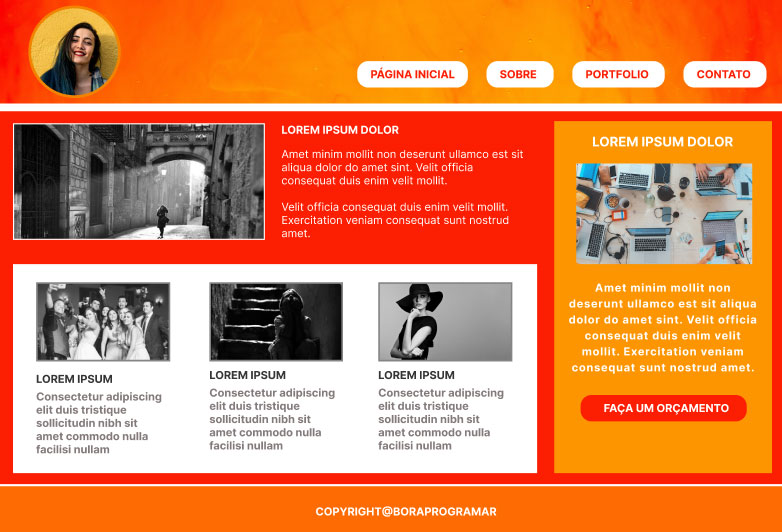 PÁGINA INICIAL
SOBRE
PORTFOLIO
CONTATO
LOREM IPSUM DOLOR
Amet minim mollit non deserunt ullamco est sit
aliqua dolor do amet sint. Velit officia
consequat duis enim velit mollit.
Velit officia consequat duis enim velit mollit.
Exercitation veniam consequat sunt nostrud
amet.
LOREM IPSUM
Consectetur adipiscing
elit duis tristique
sollicitudin nibh sit
amet commodo nulla
facilisi nullam
LOREM IPSUM
Consectetur adipiscing
elit duis tristique
sollicitudin nibh sit
amet commodo nulla
facilisi nullam
LOREM IPSUM
Consectetur adipiscing
elit duis tristique
sollicitudin nibh sit
amet commodo nulla
facilisi nullam
LOREM IPSUM DOLOR
Amet minim mollit non
deserunt ullamco est sit aliqua
dolor do amet sint. Velit officia
consequat duis enim velit
mollit. Exercitation veniam
consequat sunt nostrud amet.
FAÇA UM ORÇAMENTO
COPYRIGHT@BORAPROGRAMAR